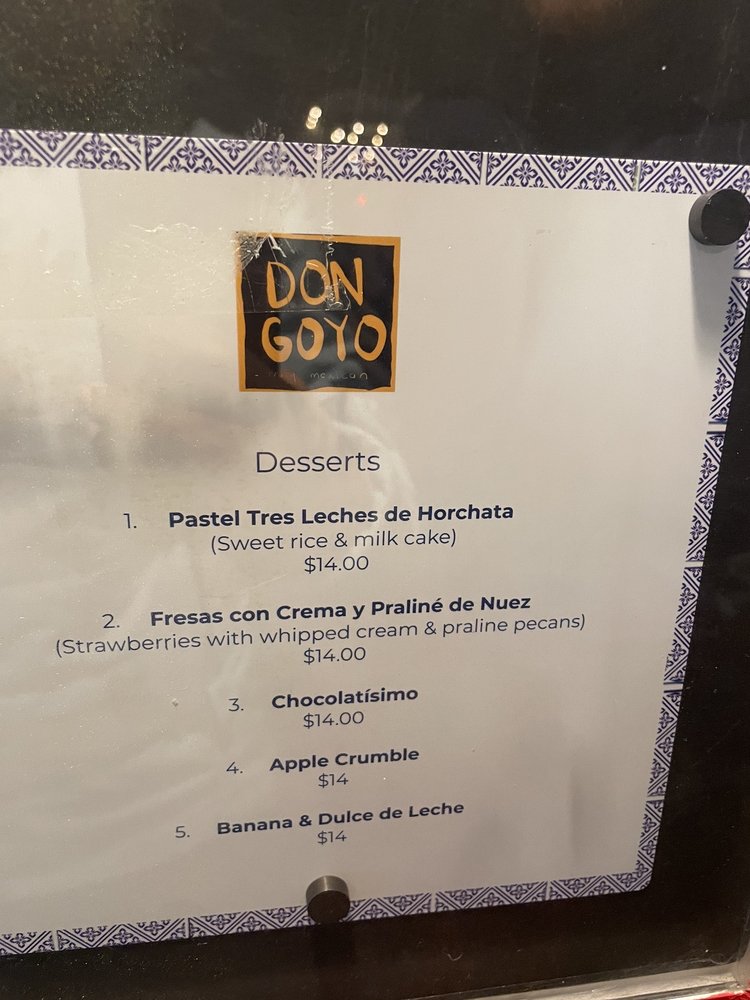 DON
GOYO
mexican
Desserts
1. Pastel Tres Leches de Horchata
(Sweet rice & milk cake)
$14.00
2. Fresas con Crema y Praliné de Nuez
(Strawberries with whipped cream & praline pecans)
$14.00
3. Chocolatísimo
$14.00
4. Apple Crumble
$14
5. Banana & Dulce de Leche
$14